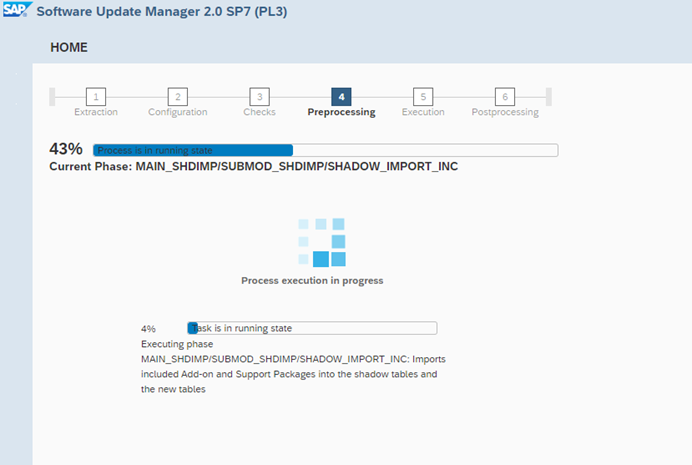 SAP Software Update Manager 2.0 SP7 (PL3)
HOME
1 2 3 4 5 6
Extraction Configuration Checks Preprocessing Execution Postprocessing
43% Process is in running state
Current Phase: MAIN_SHDIMP/SUBMOD_SHDIMP/SHADOW_IMPORT_INC
Process execution in progress
4% Task is in running state
Executing phase
MAIN_SHDIMP/SUBMOD_SHDIMP/SHADOW_IMPORT_INC: Imports
included Add-on and Support Packages into the shadow tables and
the new tables